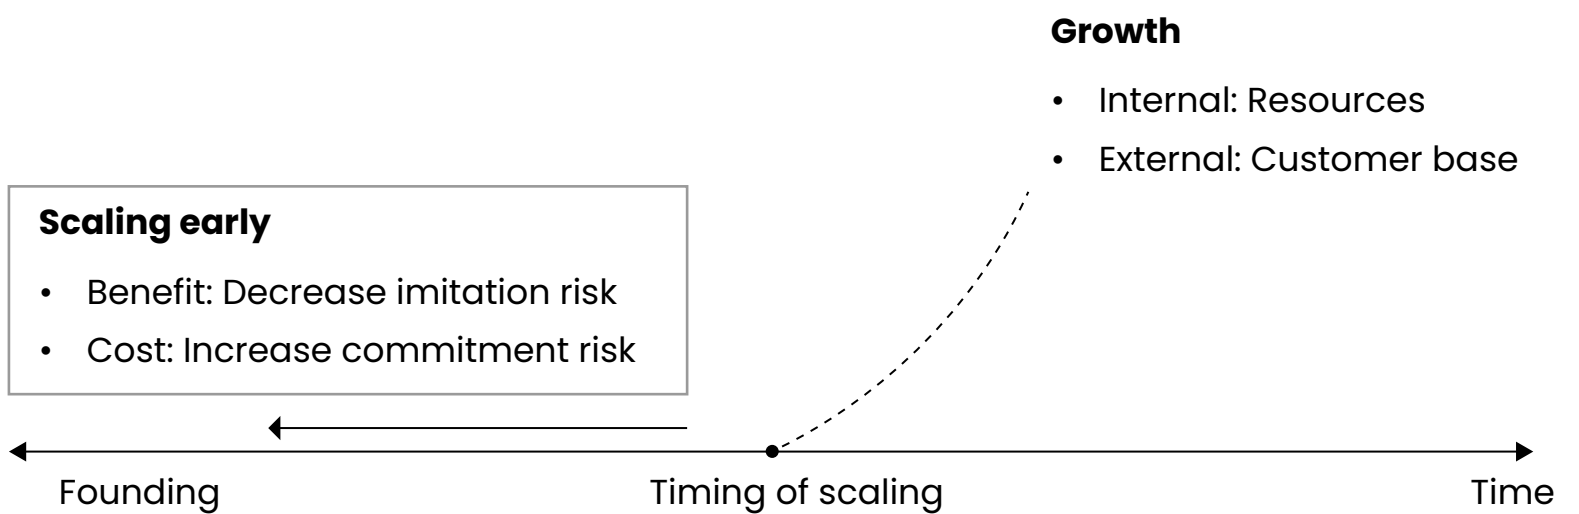 Growth
• Internal: Resources
• External: Customer base
Scaling early
• Benefit: Decrease imitation risk
• Cost: Increase commitment risk
Founding
Timing of scaling
Time